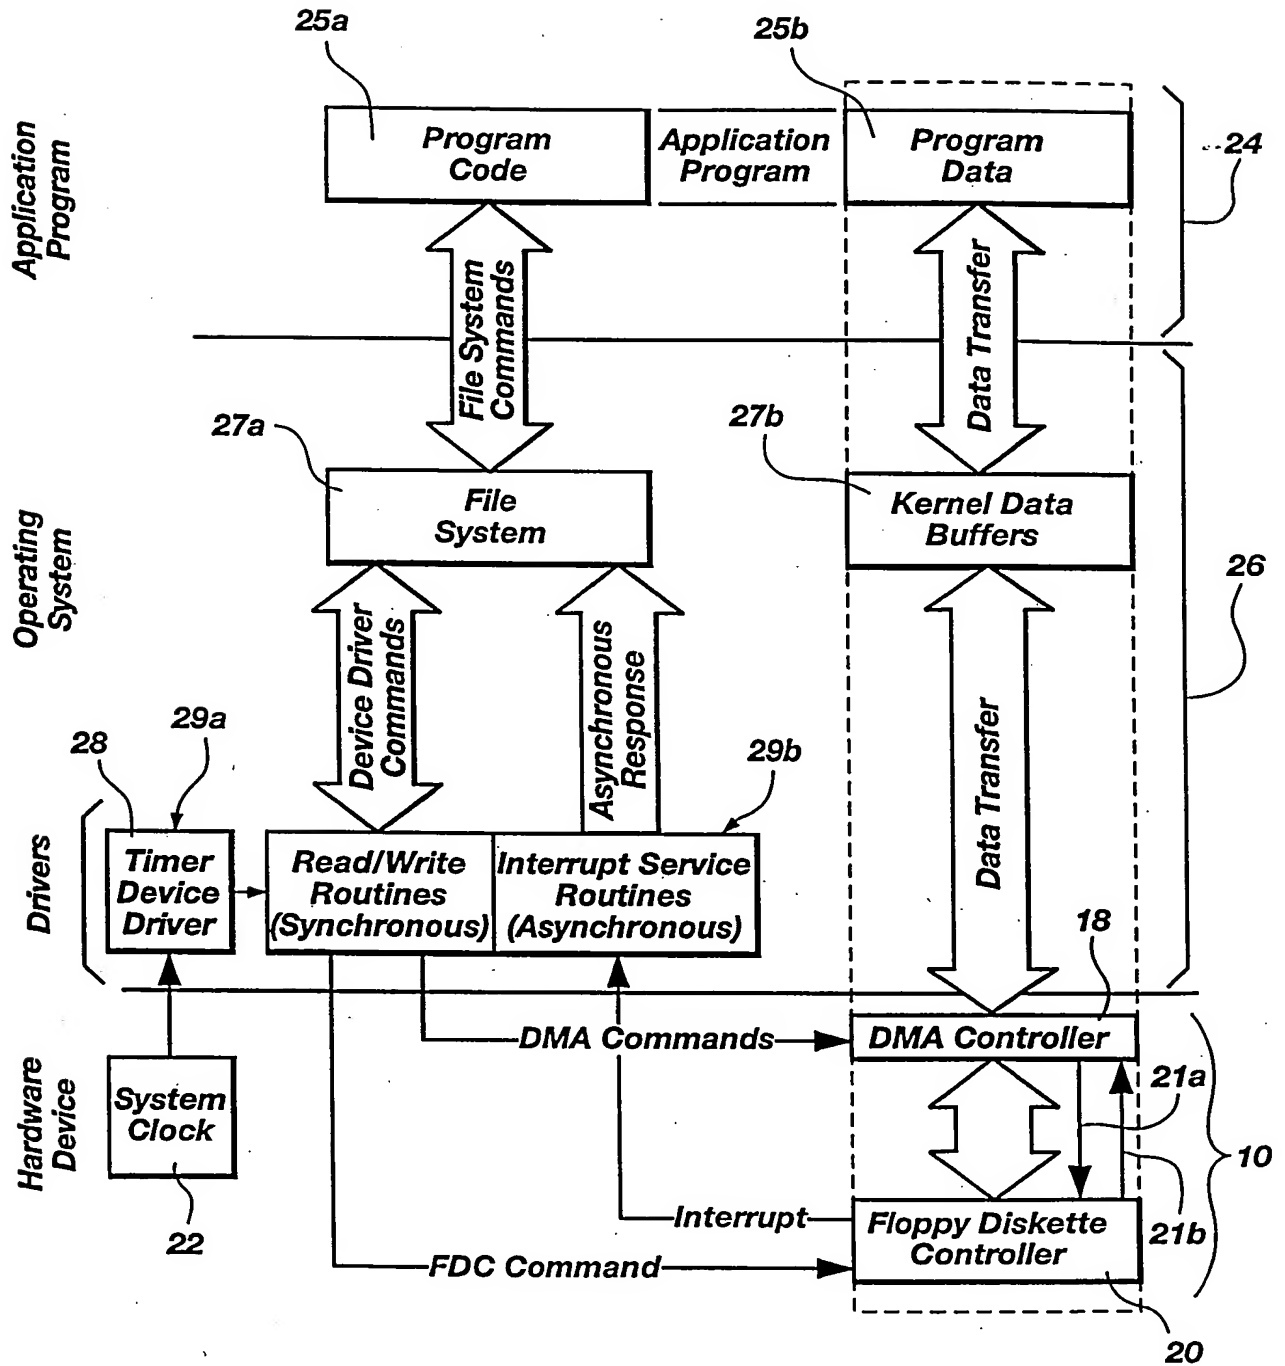 25a
25b
Application
Program
Program
Code
Application
Program
Program
Data
24
File System
Commands
Data Transfer
27a
27b
File
System
Kernel Data
Buffers
Operating
System
26
Device Driver
Commands
Asynchronous
Response
Data Transfer
28
29a
29b
Drivers
Timer
Device
Driver
Read/Write
Routines
(Synchronous)
Interrupt Service
Routines
(Asynchronous)
18
DMA Commands
DMA Controller
Hardware
Device
System
Clock
21a
10
22
Interrupt
Floppy Diskette
Controller
21b
FDC Command
20